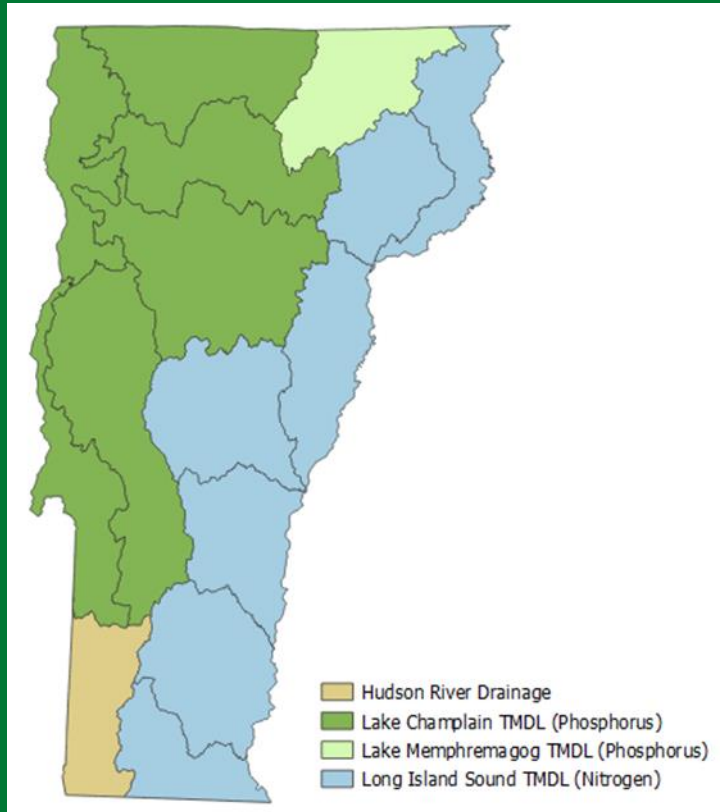 Hudson River Drainage
Lake Champlain TMDL (Phosphorus)
Lake Memphremagog TMDL (Phosphorus)
Long Island Sound TMDL (Nitrogen)